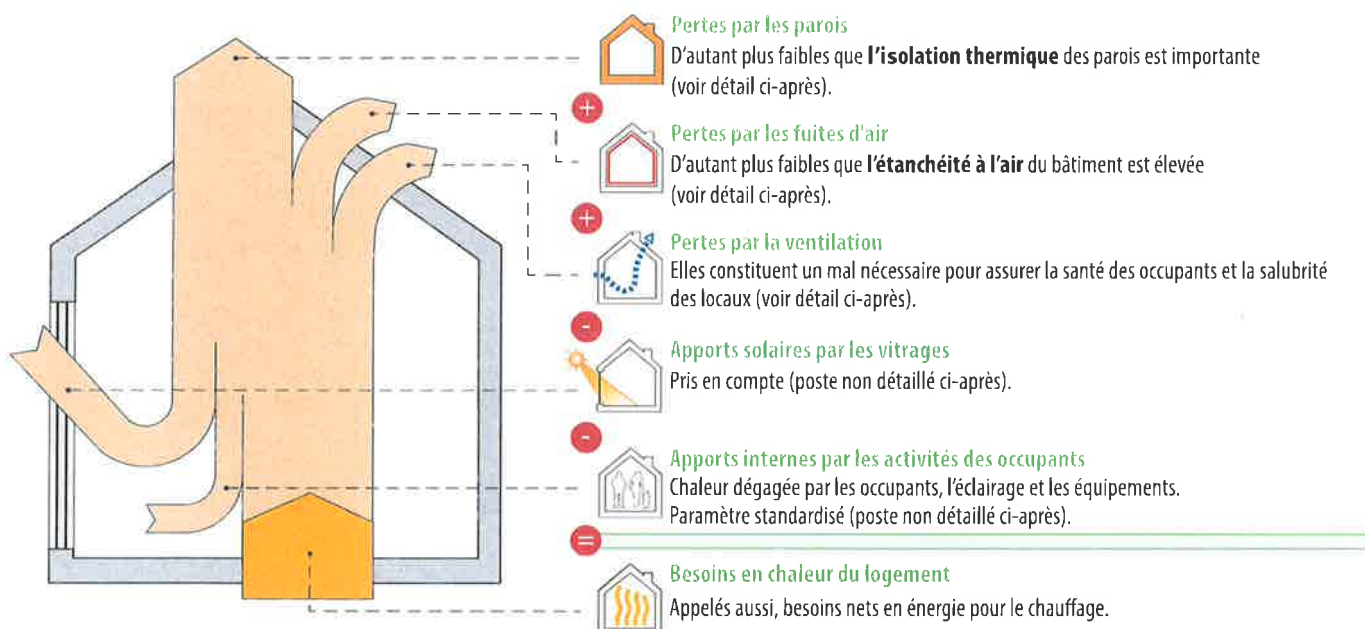 Pertes par les parois
D'autant plus faibles que l'isolation thermique des parois est importante
(voir détail ci-après).
+
Pertes par les fuites d'air
D'autant plus faibles que l'étanchéité à l'air du bâtiment est élevée
(voir détail ci-après).
+
Pertes par la ventilation
Elles constituent un mal nécessaire pour assurer la santé des occupants et la salubrité
des locaux (voir détail ci-après).
-
Apports solaires par les vitrages
Pris en compte (poste non détaillé ci-après).
-
Apports internes par les activités des occupants
Chaleur dégagée par les occupants, l'éclairage et les équipements.
Paramètre standardisé (poste non détaillé ci-après).
=
Besoins en chaleur du logement
Appelés aussi, besoins nets en énergie pour le chauffage.